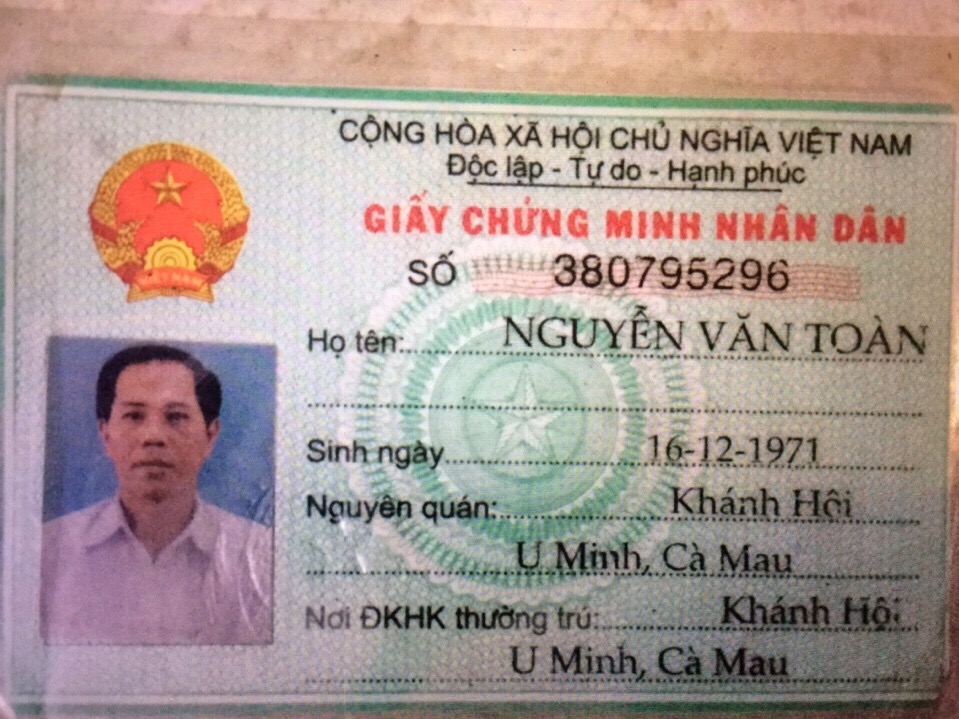 CỘNG HÒA XÃ HỘI CHỦ NGHĨA VIỆT NAM
Độc lập - Tự do - Hạnh phúc
GIẤY CHỨNG MINH NHÂN DÂN
SỐ 380795296
Họ tên: NGUYỄN VĂN TOÀN
Sinh ngày 16-12-1971
Nguyên quán: Khánh Hội
U Minh, Cà Mau
Nơi ĐKHK thường trú: Khánh Hội
U Minh, Cà Mau